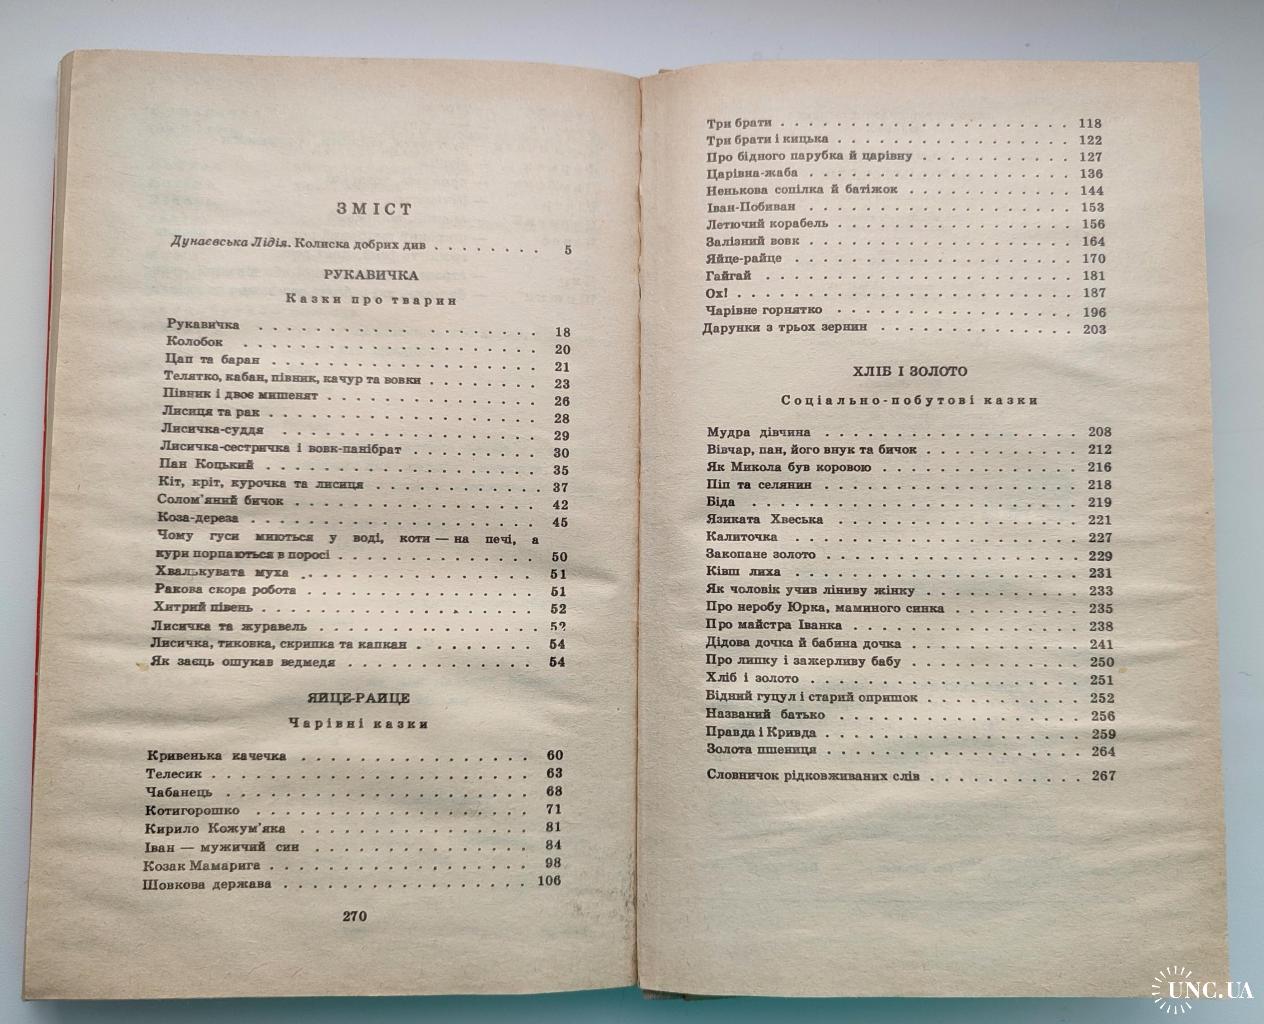 ЗМІСТ
Дунаєвська Лідія. Колиска добрих див . . . . . . . . 5
РУКАВИЧКА
Казки про тварин
Рукавичка . . . . . . . . . . . . . . . . . 18
Колобок . . . . . . . . . . . . . . . . . 20
Цап та баран . . . . . . . . . . . . . . . . 21
Телятко, кабан, півник, качур та вовки . . . . . . . 23
Півник і двоє мишенят . . . . . . . . . . . . . 26
Лисиця та рак . . . . . . . . . . . . . . . . 28
Лисичка-суддя . . . . . . . . . . . . . . . . 29
Лисичка-сестричка і вовк-панібрат . . . . . . . . 30
Пан Коцький . . . . . . . . . . . . . . . . 35
Кіт, кріт, курочка та лисиця . . . . . . . . . . 37
Солом'яний бичок . . . . . . . . . . . . . . . 42
Коза-дереза . . . . . . . . . . . . . . . . . 45
Чому гуси миються у воді, коти — на печі, а
кури порпаються в поросі . . . . . . . . . . . . 50
Хвалькувата муха . . . . . . . . . . . . . . . 51
Ракова скора робота . . . . . . . . . . . . . . 51
Хитрий півень . . . . . . . . . . . . . . . . 52
Лисичка та журавель . . . . . . . . . . . . . . 52
Лисичка, тиковка, скрипка та капкан . . . . . . . . 54
Як заєць ошукав ведмедя . . . . . . . . . . . . 54
ЯЙЦЕ-РАЙЦЕ
Чарівні казки
Кривенька качечка . . . . . . . . . . . . . . 60
Телесик . . . . . . . . . . . . . . . . . . 63
Чабанець . . . . . . . . . . . . . . . . . . 68
Котигорошко . . . . . . . . . . . . . . . . 71
Кирило Кожум'яка . . . . . . . . . . . . . . 81
Іван — мужичий син . . . . . . . . . . . . . 84
Козак Мамарига . . . . . . . . . . . . . . . 98
Шовкова держава . . . . . . . . . . . . . . . 106
270
Три брати . . . . . . . . . . . . . . . . . . 118
Три брати і кицька . . . . . . . . . . . . . . 122
Про бідного парубка й царівну . . . . . . . . . . 127
Царівна-жаба . . . . . . . . . . . . . . . . 136
Ненькова сопілка й батіжок . . . . . . . . . . 144
Іван-Побиван . . . . . . . . . . . . . . . . 153
Летючий корабель . . . . . . . . . . . . . . 156
Залізний вовк . . . . . . . . . . . . . . . . 164
Яйце-райце . . . . . . . . . . . . . . . . . 170
Гайгай . . . . . . . . . . . . . . . . . . . 181
Ох! . . . . . . . . . . . . . . . . . . . . 187
Чарівне горнятко . . . . . . . . . . . . . . . 196
Дарунки з трьох зернин . . . . . . . . . . . . 203
ХЛІБ І ЗОЛОТО
Соціально-побутові казки
Мудра дівчина . . . . . . . . . . . . . . . . 208
Вівчар, пан, його внук та бичок . . . . . . . . . 212
Як Микола був коровою . . . . . . . . . . . . 216
Піп та селянин . . . . . . . . . . . . . . . . 218
Біда . . . . . . . . . . . . . . . . . . . . 219
Язиката Хвеська . . . . . . . . . . . . . . . 221
Калиточка . . . . . . . . . . . . . . . . . . 227
Закопане золото . . . . . . . . . . . . . . . 229
Ківш лиха . . . . . . . . . . . . . . . . . . 231
Як чоловік учив ліниву жінку . . . . . . . . . . 233
Про неробу Юрка, маминого синка . . . . . . . . 235
Про майстра Іванка . . . . . . . . . . . . . . 238
Дідова дочка й бабина дочка . . . . . . . . . . . 241
Про липку і зажерливу бабу . . . . . . . . . . . 250
Хліб і золото . . . . . . . . . . . . . . . . 251
Бідний гуцул і старий опришок . . . . . . . . . . 252
Названий батько . . . . . . . . . . . . . . . 256
Правда і Кривда . . . . . . . . . . . . . . . 259
Золота пшениця . . . . . . . . . . . . . . . 264
Словничок рідковживаних слів . . . . . . . . . . 267
UNC.UA